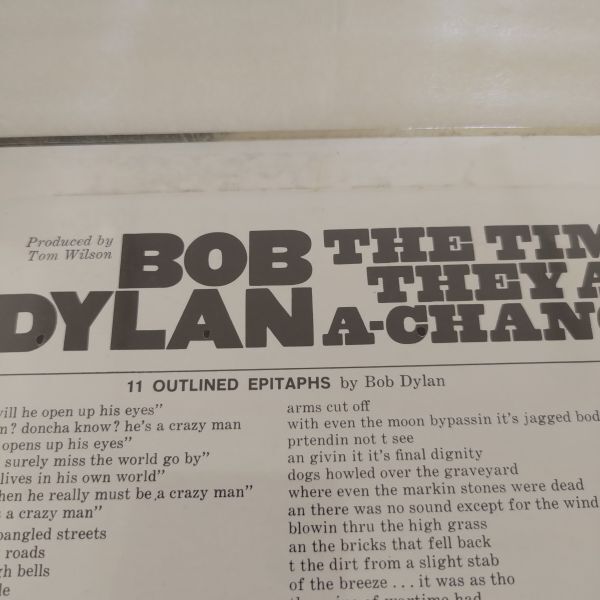 Produced by
Tom Wilson
BOB
DYLAN
THE TIM
THEY A
A-CHANG
11 OUTLINED EPITAPHS by Bob Dylan
will he open up his eyes"
n? doncha know? he's a crazy man
opens up his eyes"
surely miss the world go by"
lives in his own world"
hen he really must be a crazy man"
a crazy man"
pangled streets
roads
gh bells
le
arms cut off
with even the moon bypassin it's jagged bod
prtendin not t see
an givin it it's final dignity
dogs howled over the graveyard
where even the markin stones were dead
an there was no sound except for the wind
blowin thru the high grass
an the bricks that fell back
t the dirt from a slight stab
of the breeze . . . it was as tho